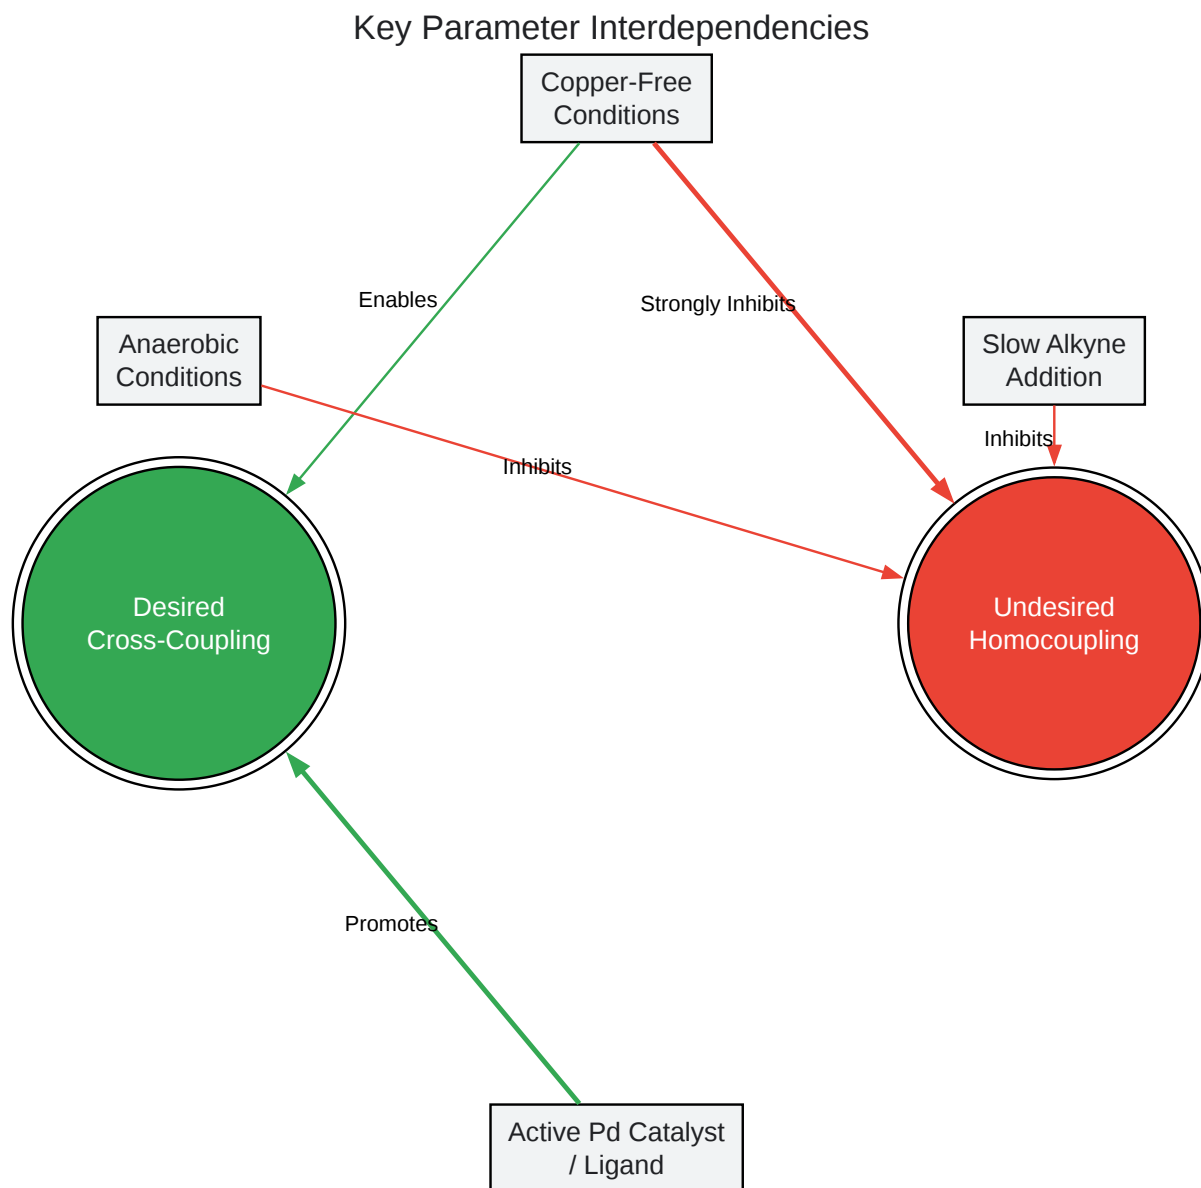 Key Parameter Interdependencies
Copper-Free
Conditions
Enables
Strongly Inhibits
Anaerobic
Conditions
Slow Alkyne
Addition
Inhibits
Inhibits
Desired
Cross-Coupling
Undesired
Homocoupling
Promotes
Active Pd Catalyst
/ Ligand